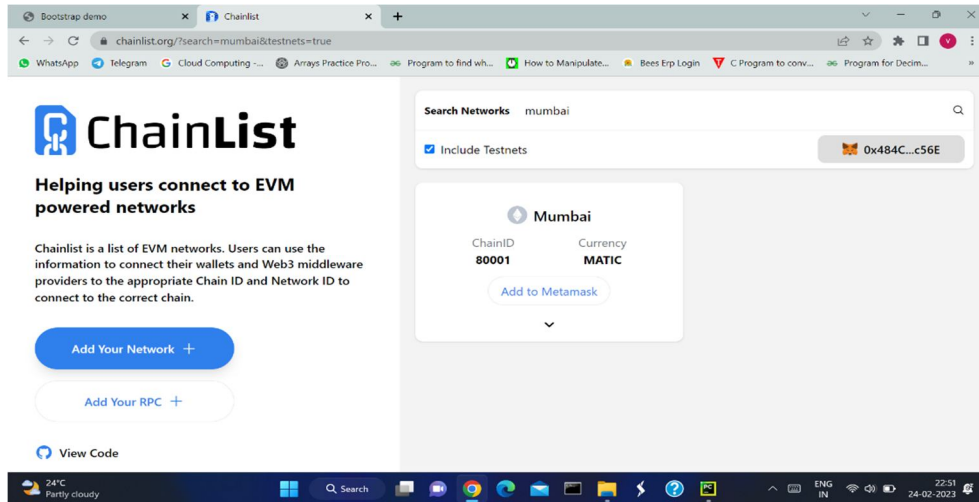 Bootstrap demo
Chainlist
chainlist.org/?search=mumbai&testnets=true
WhatsApp Telegram Cloud Computing -... Arrays Practice Pro... Program to find wh... How to Manipulate... Bees Erp Login C Program to conv... Program for Decim... »
ChainList
Helping users connect to EVM
powered networks
Chainlist is a list of EVM networks. Users can use the
information to connect their wallets and Web3 middleware
providers to the appropriate Chain ID and Network ID to
connect to the correct chain.
Add Your Network +
Add Your RPC +
View Code
Search Networks mumbai
Include Testnets
0x484C...c56E
Mumbai
ChainID Currency
80001 MATIC
Add to Metamask
24°C
Partly cloudy
Search
ENG
IN
22:51
24-02-2023